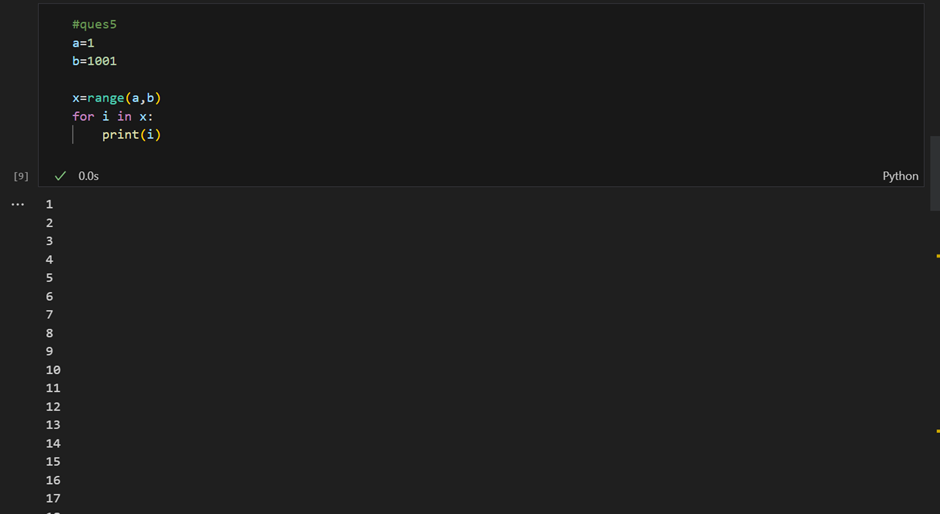 #ques5
a=1
b=1001
x=range(a,b)
for i in x:
    print(i)
[9]
0.0s
Python
...
1
2
3
4
5
6
7
8
9
10
11
12
13
14
15
16
17